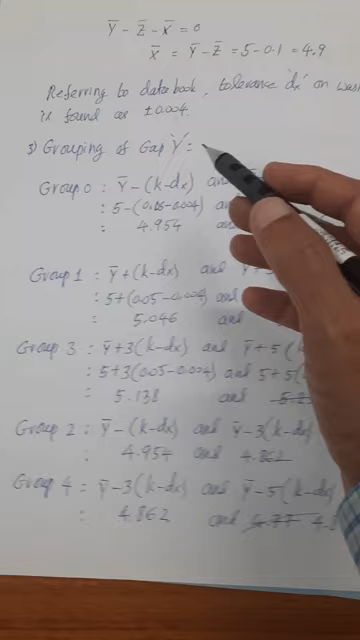 Ȳ - Z̄ - X̄ = 0
X̄ = Ȳ - Z̄ = 5 - 0.1 = 4.9
Referring to data book, tolerance 'dx' on
is found as ±0.004.
3) Grouping of Gap 'Y':
Group 0 : Ȳ - (k-dx) and
: 5 - (0.05-0.004)
: 4.954
Group 1 : Ȳ + (k-dx) and
: 5 + (0.05-0.004) and
: 5.046 and
Group 3 : Ȳ + 3(k-dx) and Ȳ + 5(
: 5 + 3(0.05-0.004) and 5 + 5(
: 5.138 and
Group 2 : Ȳ - (k-dx) and Ȳ - 3(k-dx)
: 4.954 and 4.862
Group 4 : Ȳ - 3(k-dx) and Ȳ - 5(k-dx)
: 4.862 and 4.77